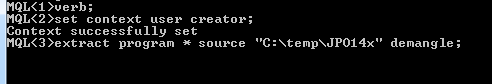 MQL<1>verb;
MQL<2>set context user creator;
Context successfully set
MQL<3>extract program * source "C:\temp\JPO14x" demangle;